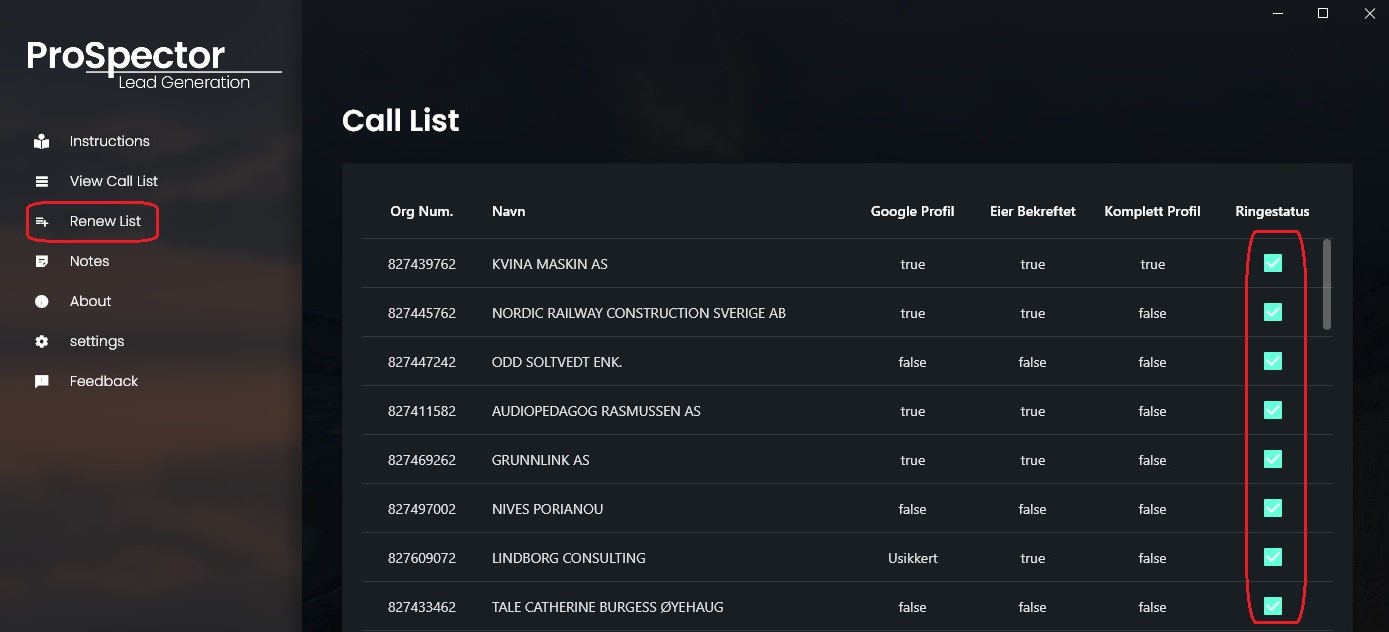 ProSpector
Lead Generation
Instructions
View Call List
Renew List
Notes
About
settings
Feedback
Call List
Org Num. Navn Google Profil Eier Bekreftet Komplett Profil Ringestatus
827439762 KVINA MASKIN AS true true true
827445762 NORDIC RAILWAY CONSTRUCTION SVERIGE AB true true false
827447242 ODD SOLTVEDT ENK. false false false
827411582 AUDIOPEDAGOG RASMUSSEN AS true true false
827469262 GRUNNLINK AS true true false
827497002 NIVES PORIANOU false false false
827609072 LINDBORG CONSULTING Usikkert true false
827433462 TALE CATHERINE BURGESS ØYEHAUG false false false